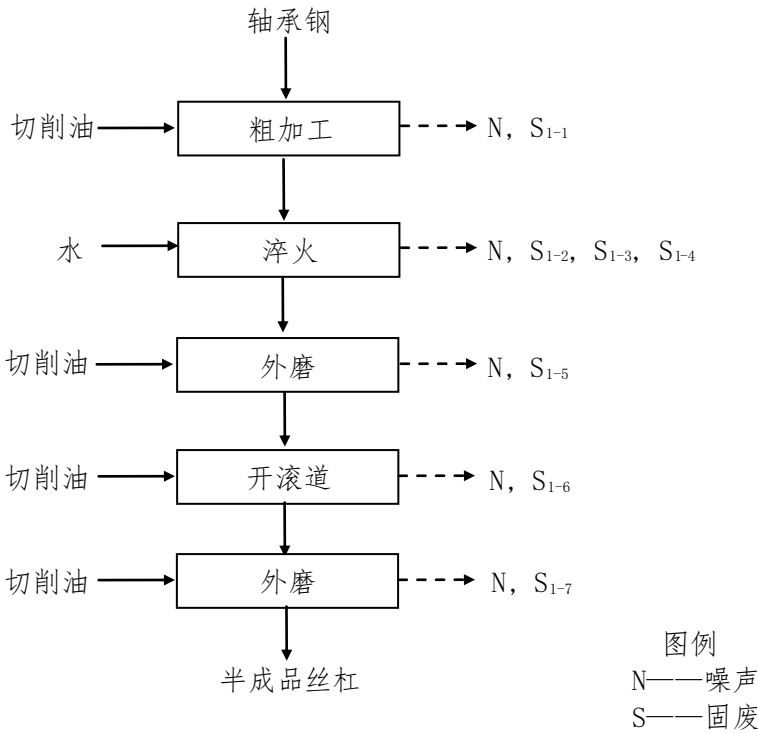 轴承钢
切削油 粗加工 N, S1-1
水 淬火 N, S1-2, S1-3, S1-4
切削油 外磨 N, S1-5
切削油 开滚道 N, S1-6
切削油 外磨 N, S1-7
半成品丝杠
图例
N——噪声
S——固废